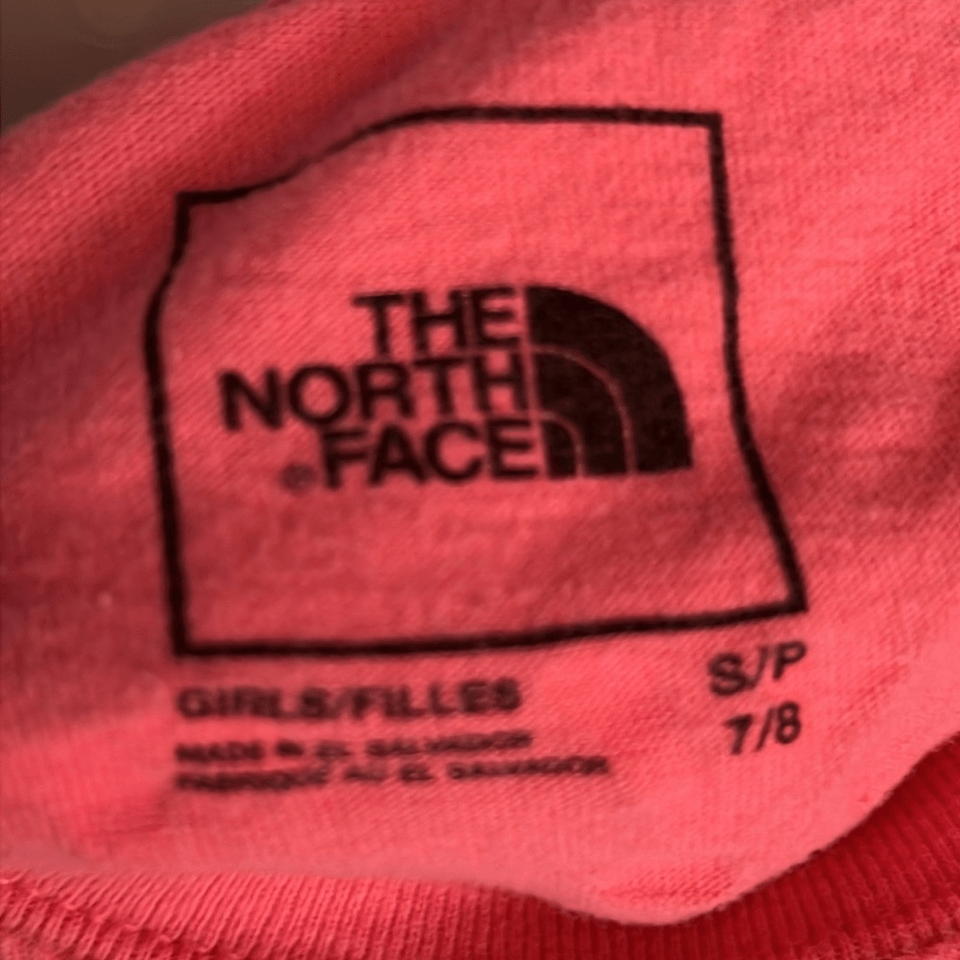 THE
NORTH
FACE
®
GIRLS/FILLES
S/P
7/8
MADE IN EL SALVADOR
FABRIQUÉ AU EL SALVADOR